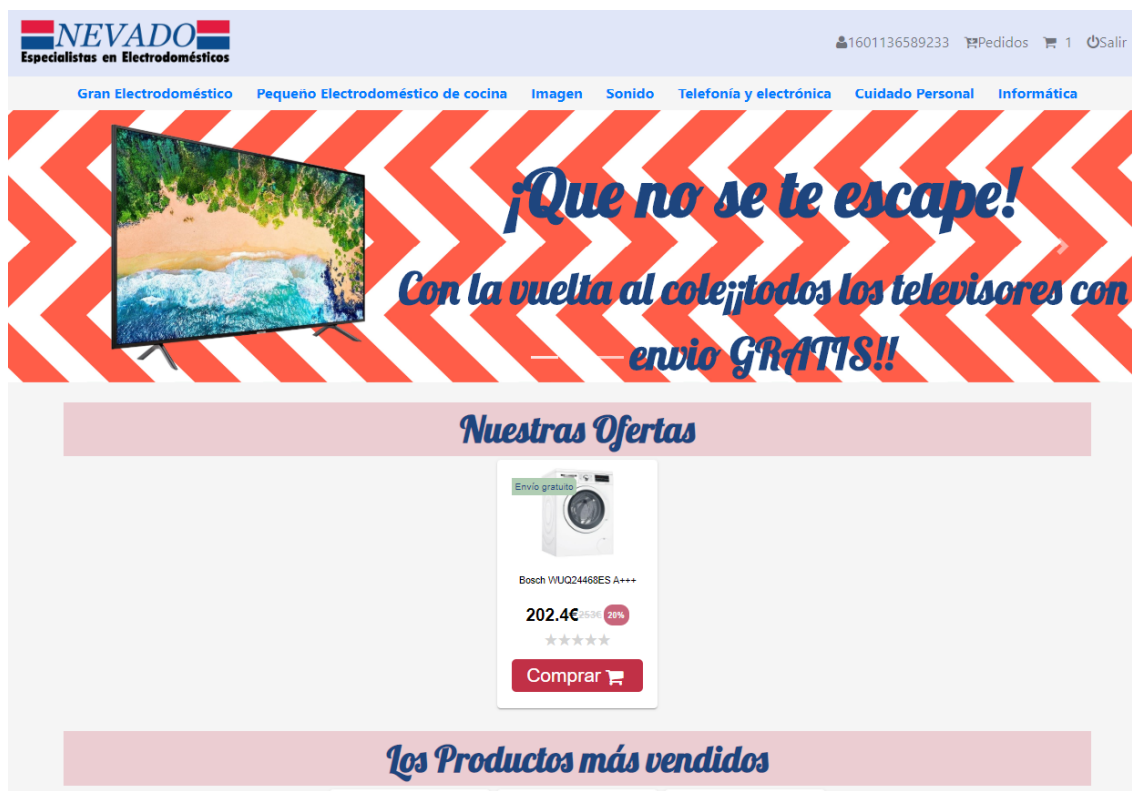 NEVADO
Especialistas en Electrodomésticos
1601136589233 Pedidos 1 Salir
Gran Electrodoméstico Pequeño Electrodoméstico de cocina Imagen Sonido Telefonía y electrónica Cuidado Personal Informática
¡Que no se te escape!
Con la vuelta al cole¡¡todos los televisores con
envio GRATIS!!
Nuestras Ofertas
Envío gratuito
Bosch WUQ24468ES A+++
202.4€ 253€ 20%
Comprar
Los Productos más vendidos